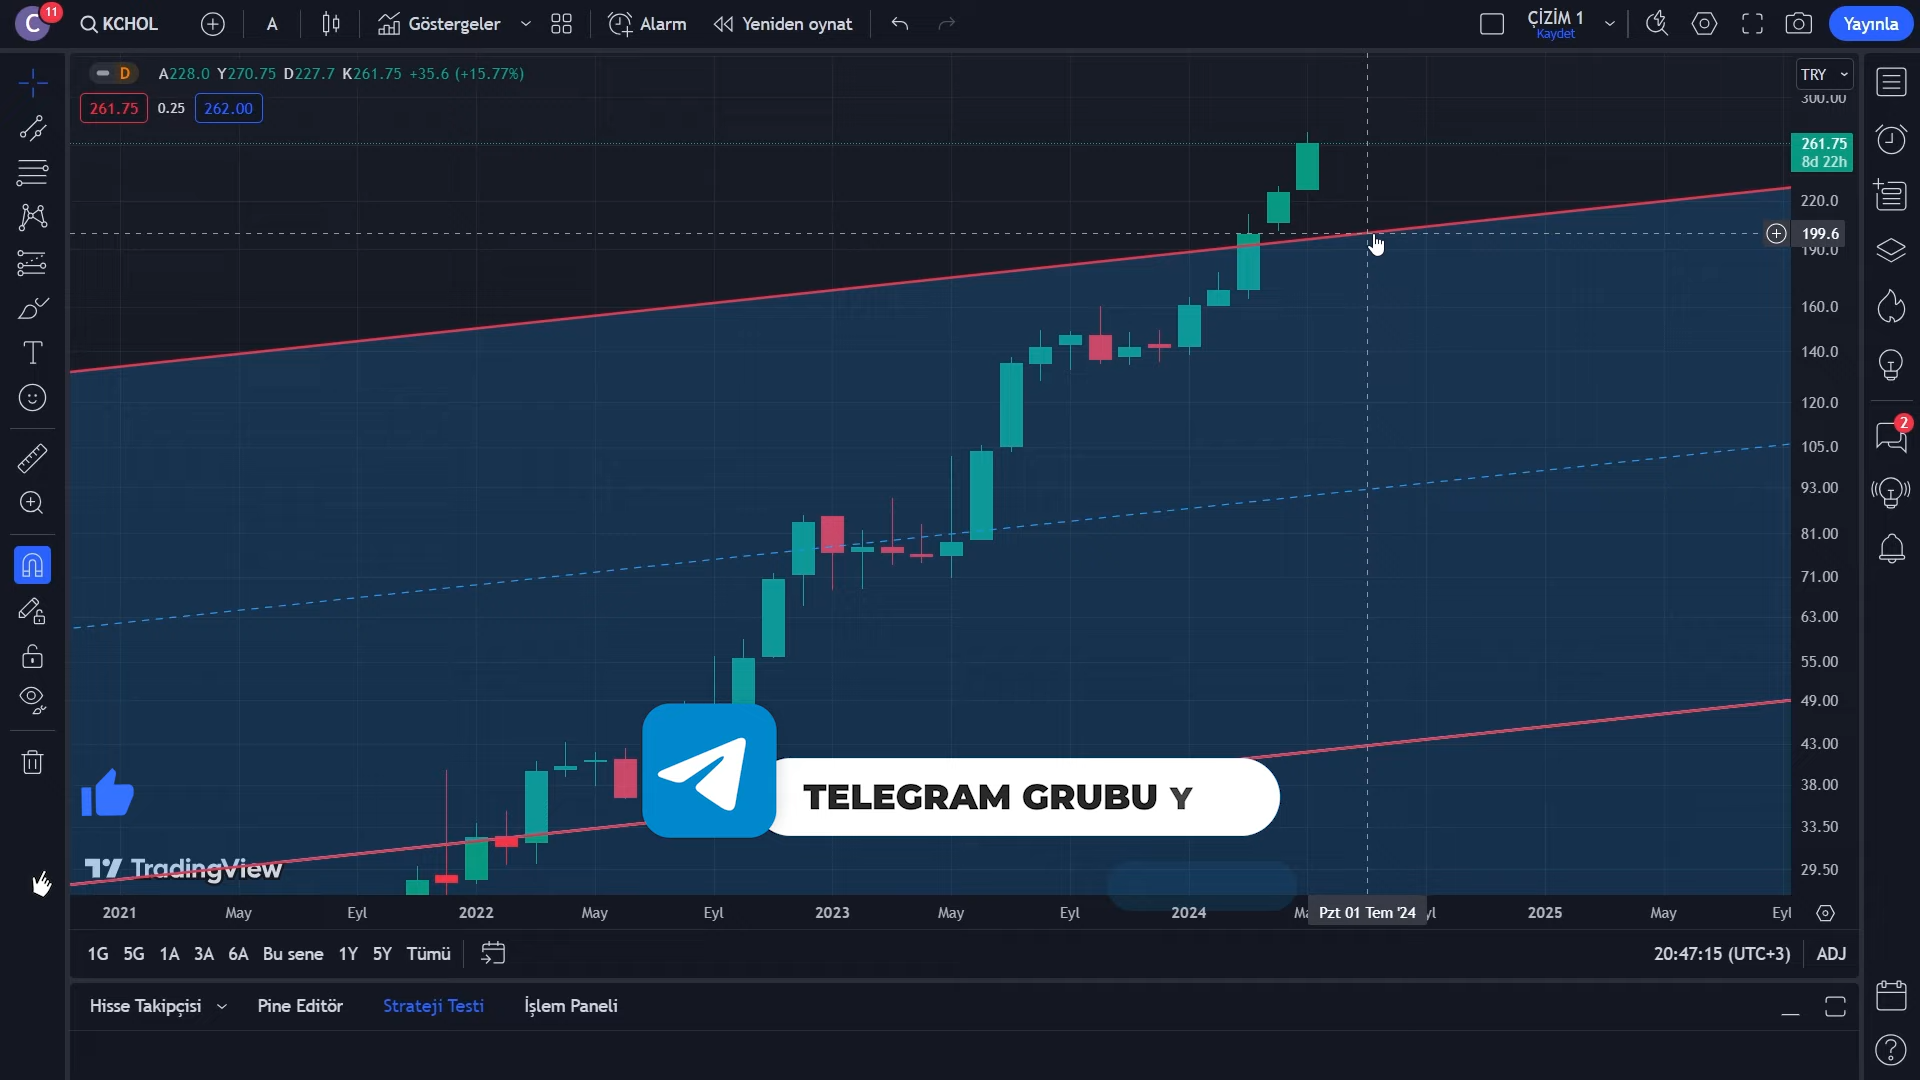 C 11 KCHOL A Göstergeler Alarm Yeniden oynat ÇİZİM 1 Yayınla
Kaydet
D A228.0 Y270.75 D227.7 K261.75 +35.6 (+15.77%) TRY
261.75 0.25 262.00
300.00
261.75
8d 22h
220.0
199.6
190.0
160.0
140.0
120.0
105.0
2
93.00
81.00
71.00
63.00
55.00
49.00
43.00
38.00
33.50
29.50
TELEGRAM GRUBU Y
TradingView
2021 May Eyl 2022 May Eyl 2023 May Eyl 2024 Pzt 01 Tem '24 2025 May Eyl
1G 5G 1A 3A 6A Bu sene 1Y 5Y Tümü 20:47:15 (UTC+3) ADJ
Hisse Takipçisi Pine Editör Strateji Testi İşlem Paneli